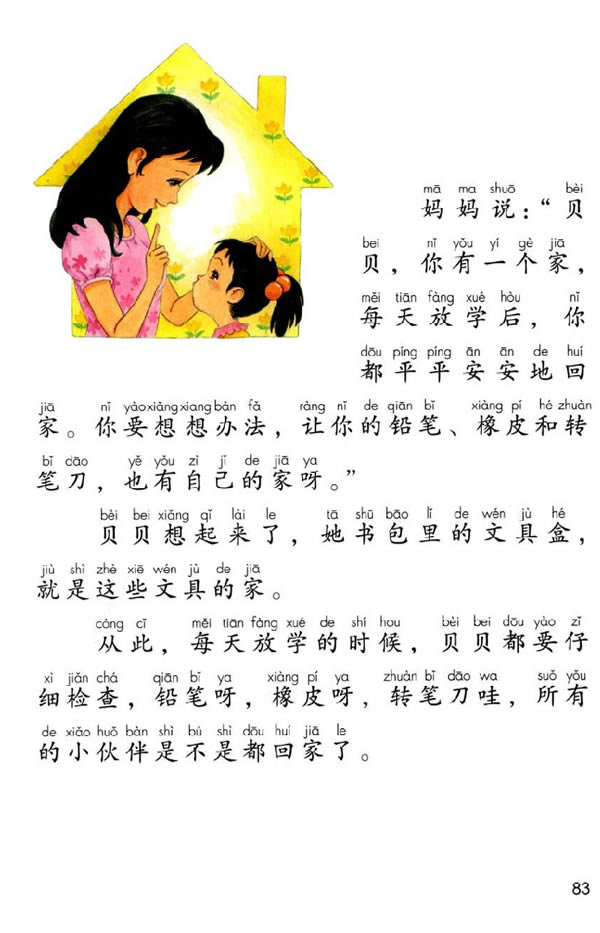 mā ma shuō bèi
妈妈说：“贝
bei nǐ yǒu yí gè jiā
贝，你有一个家，
měi tiān fàng xué hòu nǐ
每天放学后，你
dōu píng píng ān ān de huí
都平平安安地回
jiā nǐ yào xiǎng xiang bàn fǎ ràng nǐ de qiān bǐ xiàng pí hé zhuàn
家。你要想想办法，让你的铅笔、橡皮和转
bǐ dāo yě yǒu zì jǐ de jiā ya
笔刀，也有自己的家呀。”
bèi bei xiǎng qǐ lái le tā shū bāo lǐ de wén jù hé
贝贝想起来了，她书包里的文具盒，
jiù shì zhè xiē wén jù de jiā
就是这些文具的家。
cóng cǐ měi tiān fàng xué de shí hou bèi bei dōu yào zǐ
从此，每天放学的时候，贝贝都要仔
xì jiǎn chá qiān bǐ ya xiàng pí ya zhuàn bǐ dāo wa suǒ yǒu
细检查，铅笔呀，橡皮呀，转笔刀哇，所有
de xiǎo huǒ bàn shì bú shì dōu huí jiā le
的小伙伴是不是都回家了。
83